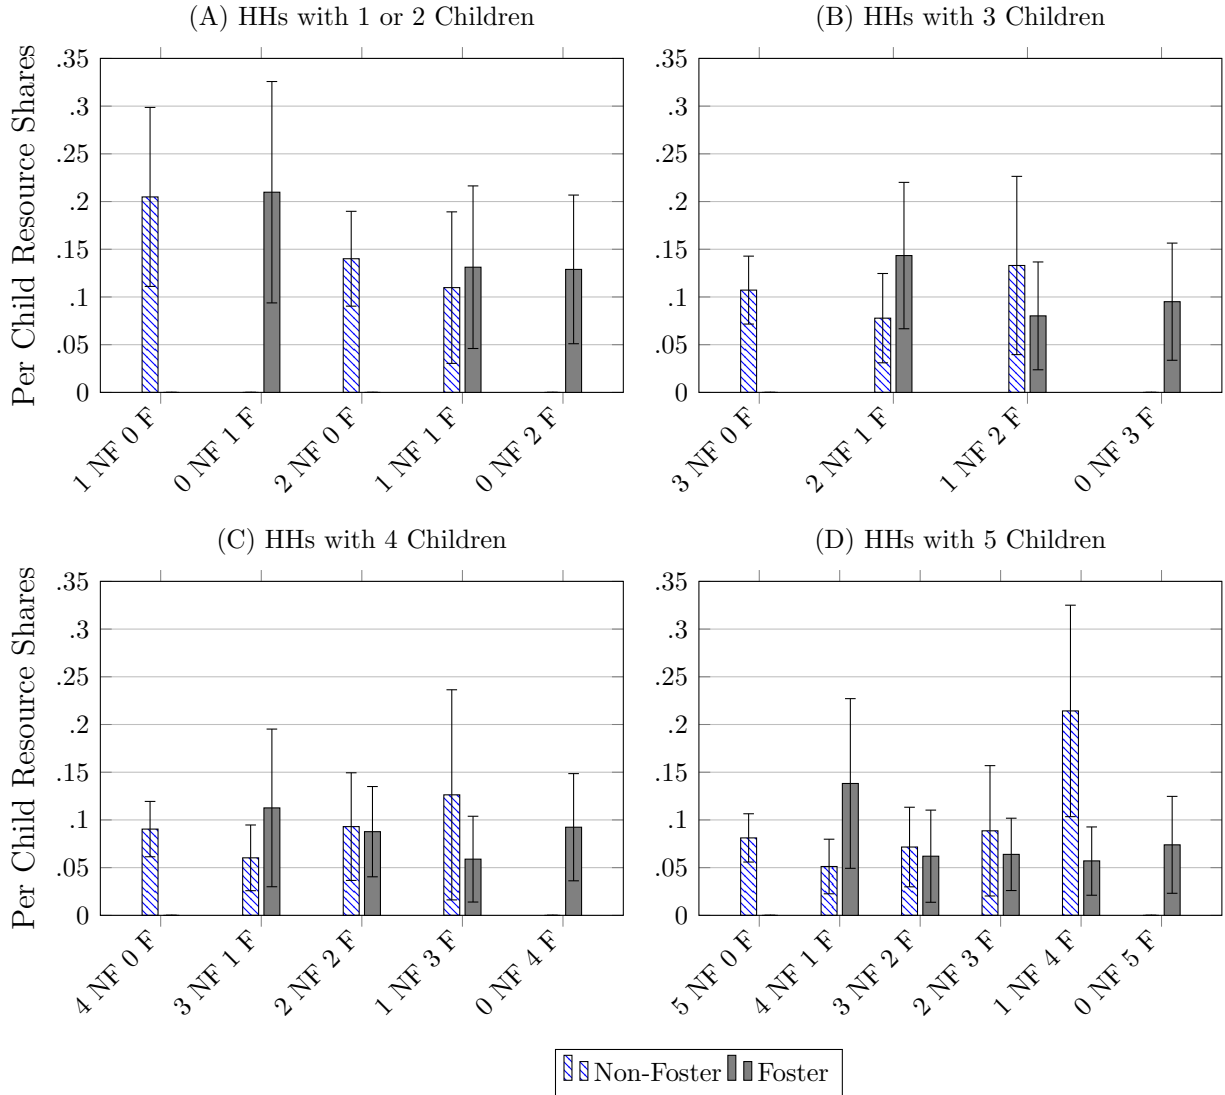 (A) HHs with 1 or 2 Children
Per Child Resource Shares
.35
.3
.25
.2
.15
.1
.05
0
1 NF 0 F
0 NF 1 F
2 NF 0 F
1 NF 1 F
0 NF 2 F
(B) HHs with 3 Children
.35
.3
.25
.2
.15
.1
.05
0
3 NF 0 F
2 NF 1 F
1 NF 2 F
0 NF 3 F
(C) HHs with 4 Children
Per Child Resource Shares
.35
.3
.25
.2
.15
.1
.05
0
4 NF 0 F
3 NF 1 F
2 NF 2 F
1 NF 3 F
0 NF 4 F
(D) HHs with 5 Children
.35
.3
.25
.2
.15
.1
.05
0
5 NF 0 F
4 NF 1 F
3 NF 2 F
2 NF 3 F
1 NF 4 F
0 NF 5 F
Non-Foster Foster